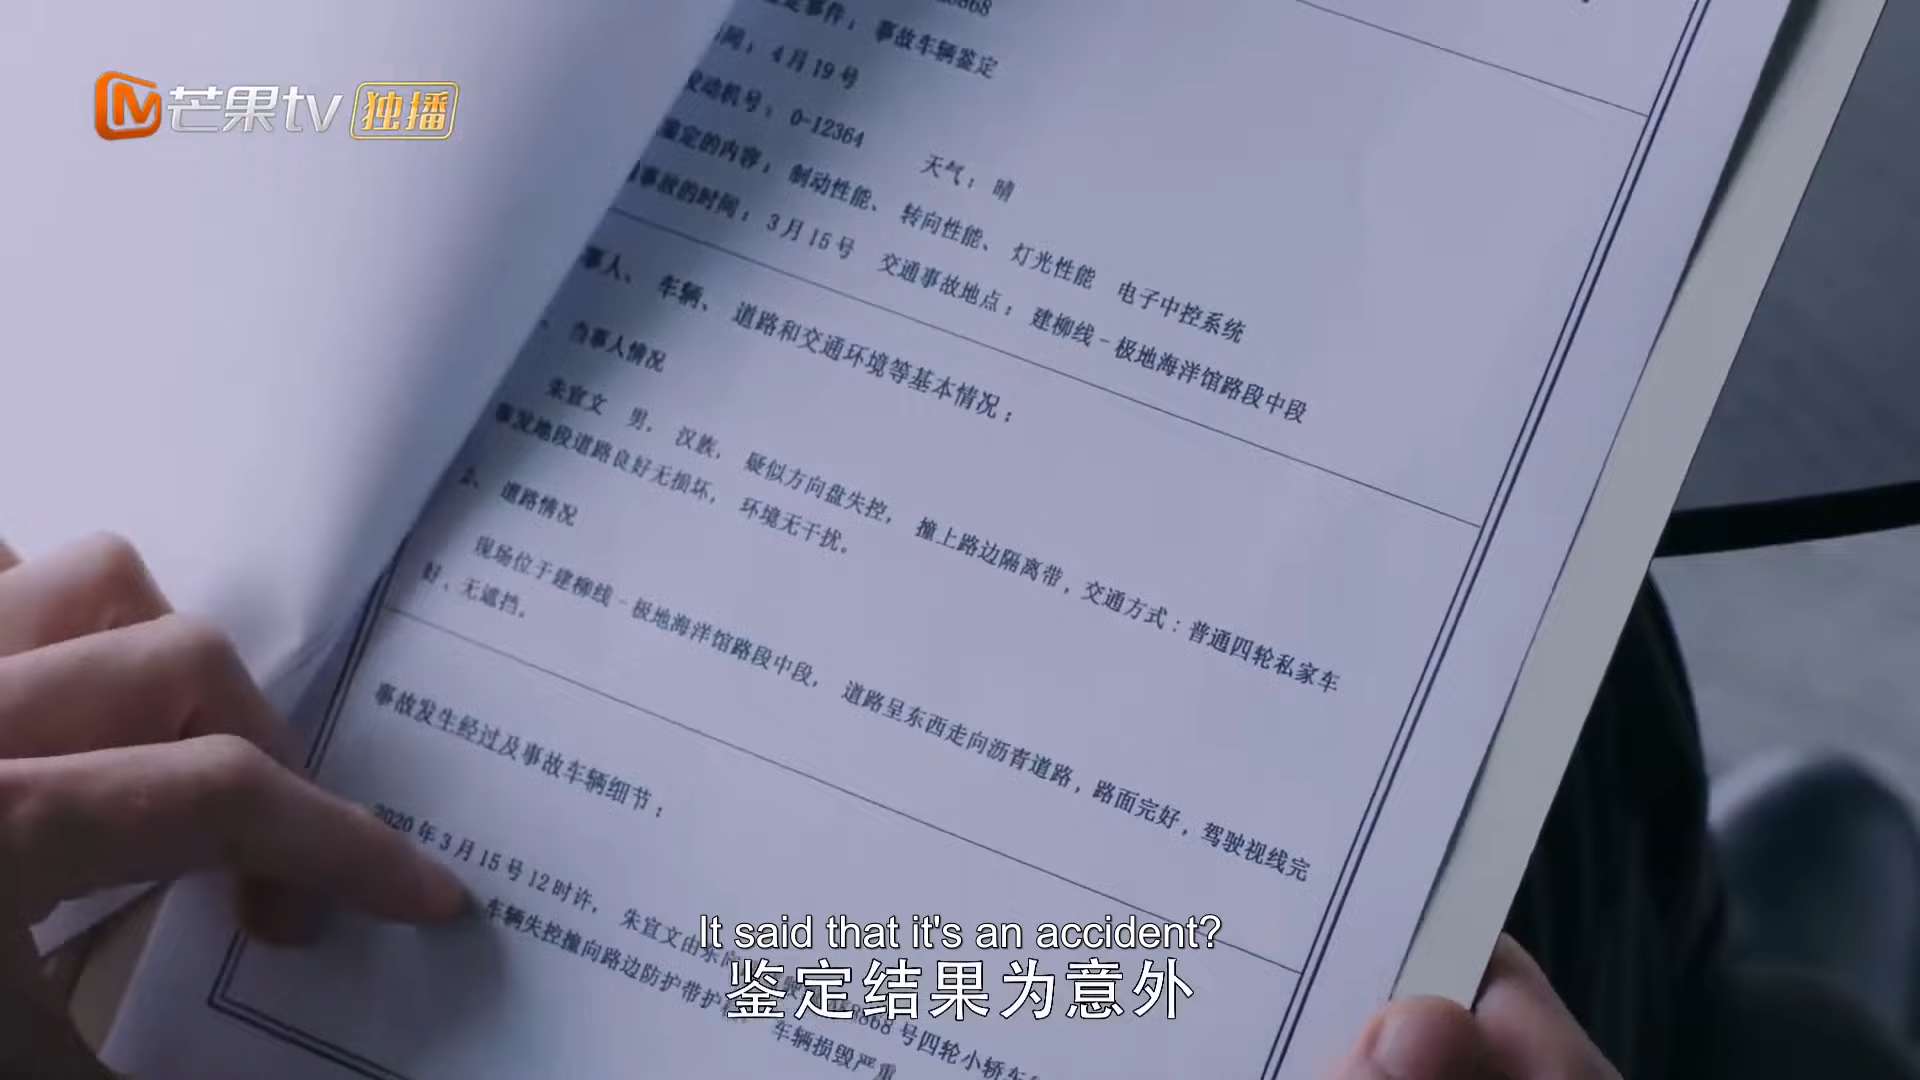 芒果tv 独播
定事件：事故车辆鉴定
间：4月19号
发动机号：0-12364 天气：晴
鉴定的内容：制动性能、转向性能、灯光性能 电子中控系统
事故的时间：3月15号 交通事故地点：建柳线-极地海洋馆路段中段
事人、车辆、道路和交通环境等基本情况：
当事人情况
朱宣文 男，汉族，疑似方向盘失控，撞上路边隔离带，交通方式：普通四轮私家车
事发地段道路良好无损坏，环境无干扰。
2、道路情况
现场位于建柳线-极地海洋馆路段中段，道路呈东西走向沥青道路，路面完好，驾驶视线完
好、无遮挡。
事故发生经过及事故车辆细节：
2020年3月15号12时许，朱宣文由东向 868号四轮小轿车
车辆失控撞向路边防护带护 车辆损毁严重
It said that it's an accident?
鉴定结果为意外